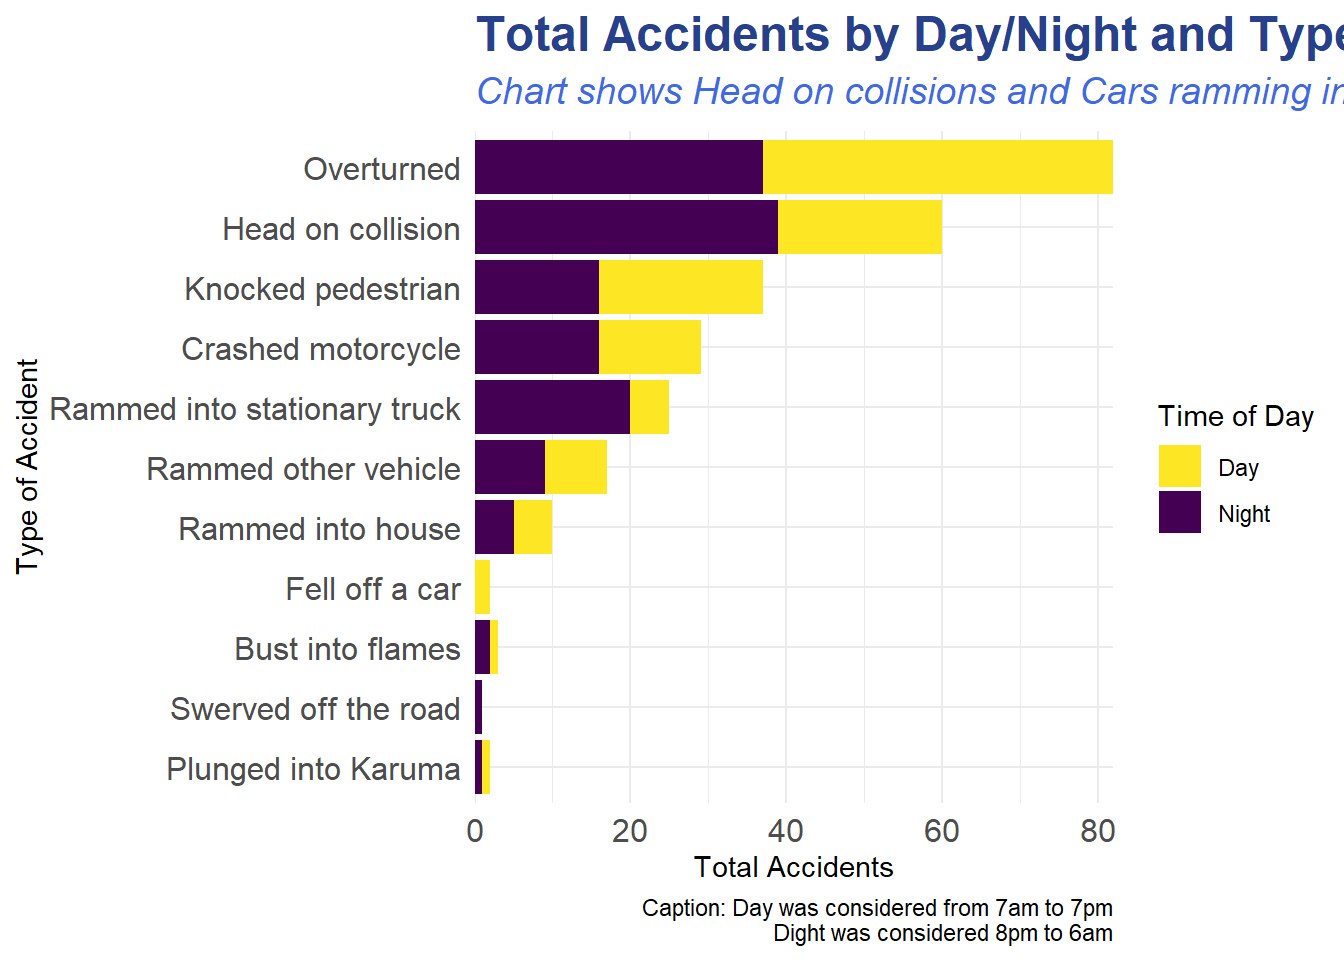 Total Accidents by Day/Night and Type
Chart shows Head on collisions and Cars ramming in
Overturned
Head on collision
Knocked pedestrian
Crashed motorcycle
Rammed into stationary truck
Rammed other vehicle
Rammed into house
Fell off a car
Bust into flames
Swerved off the road
Plunged into Karuma
Type of Accident
0 20 40 60 80
Total Accidents
Time of Day
Day
Night
Caption: Day was considered from 7am to 7pm
Dight was considered 8pm to 6am